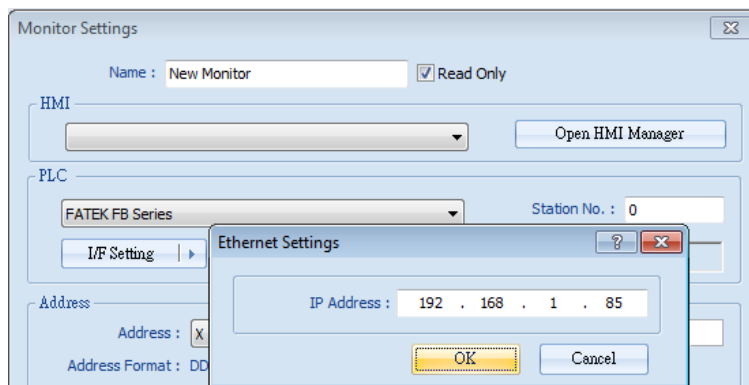 Monitor Settings
Name : New Monitor Read Only
HMI
Open HMI Manager
PLC
FATEK FB Series Station No. : 0
I/F Setting
Ethernet Settings
IP Address : 192 . 168 . 1 . 85
Address
Address : X
Address Format : DD
OK Cancel